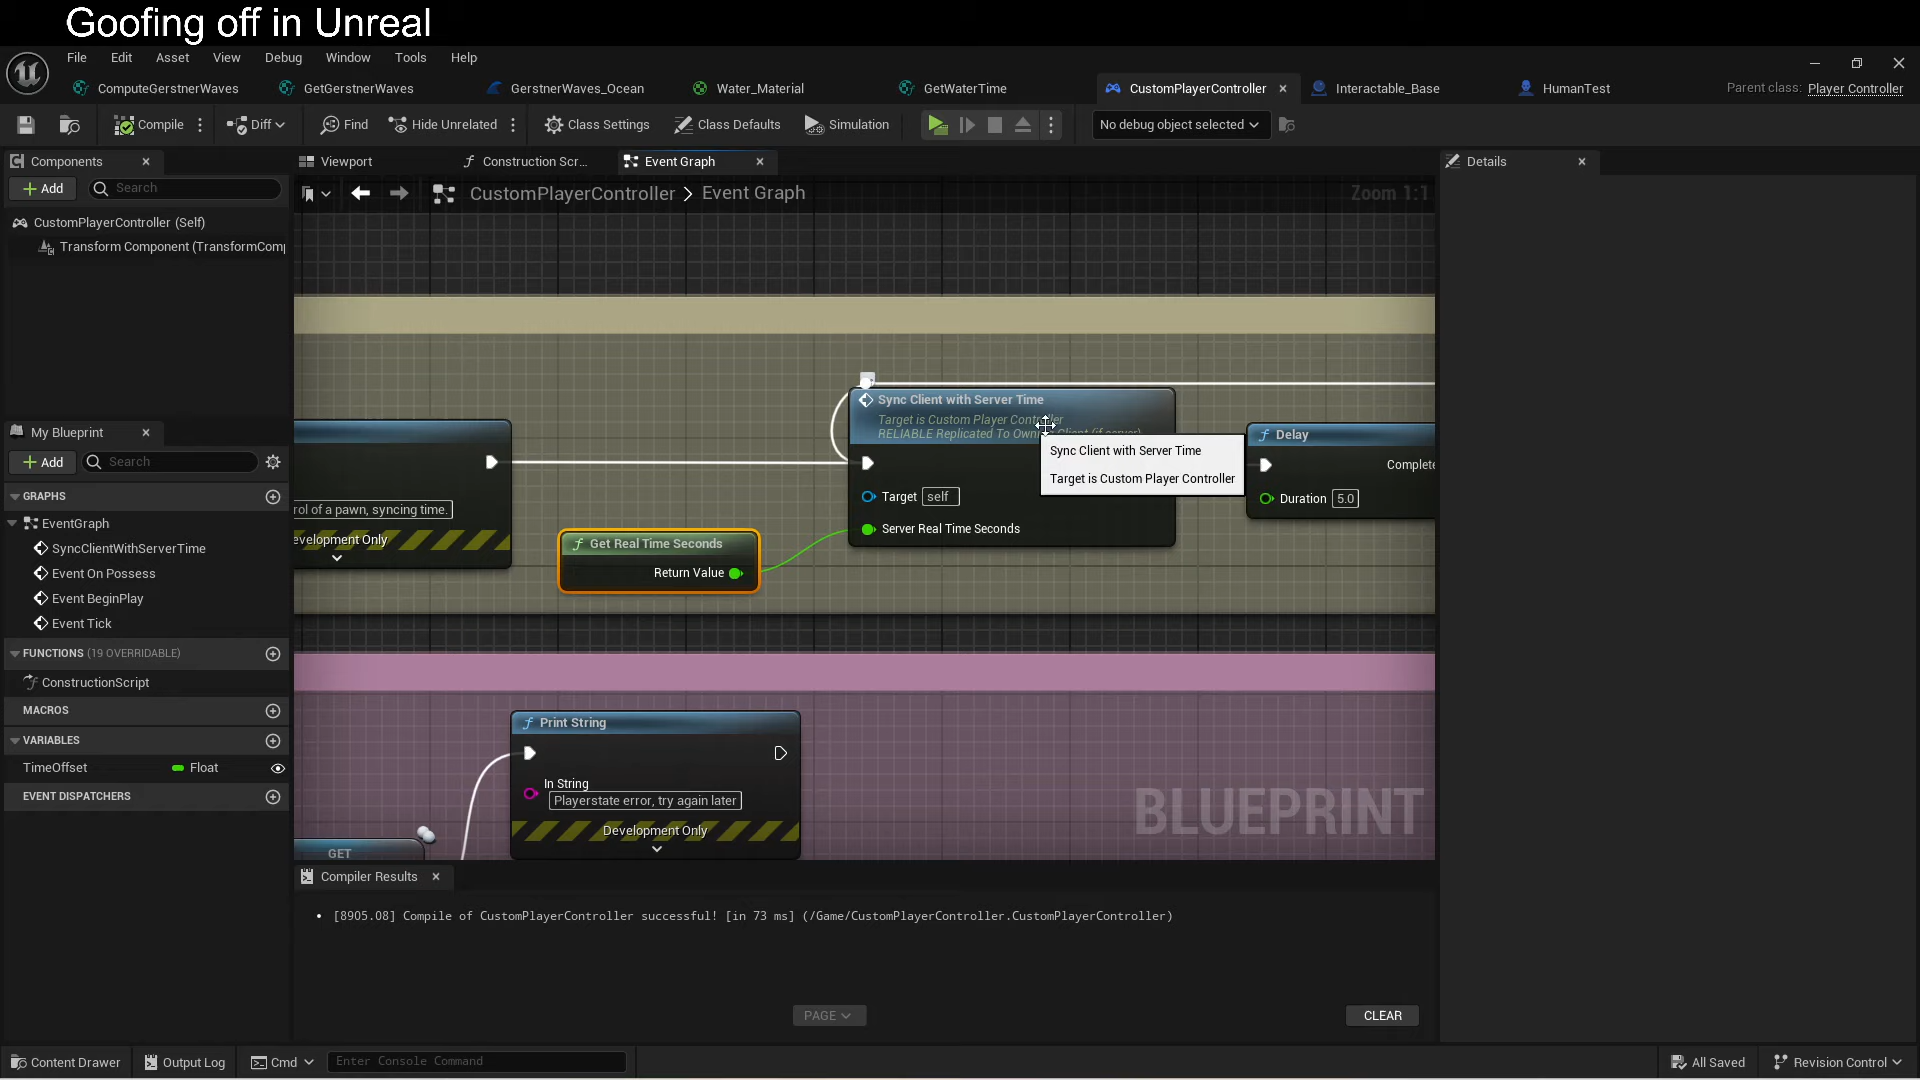 Goofing off in Unreal
File Edit Asset View Debug Window Tools Help
ComputeGerstnerWaves GetGerstnerWaves GerstnerWaves_Ocean Water_Material GetWaterTime CustomPlayerController Interactable_Base HumanTest Parent class: Player Controller
Compile Diff Find Hide Unrelated Class Settings Class Defaults Simulation No debug object selected
Components Viewport Construction Scr... Event Graph Details
Add Search
CustomPlayerController > Event Graph Zoom 1:1
CustomPlayerController (Self)
Transform Component (TransformComp
Sync Client with Server Time
Target is Custom Player Controller
RELIABLE Replicated To Owning Client (if server)
Sync Client with Server Time
Target is Custom Player Controller
Delay
Complete
Duration 5.0
Target self
Server Real Time Seconds
rol of a pawn, syncing time.
evelopment Only
Get Real Time Seconds
Return Value
My Blueprint
Add Search
GRAPHS
EventGraph
SyncClientWithServerTime
Event On Possess
Event BeginPlay
Event Tick
FUNCTIONS (19 OVERRIDABLE)
ConstructionScript
MACROS
VARIABLES
TimeOffset Float
EVENT DISPATCHERS
Print String
In String
Playerstate error, try again later
Development Only
GET
BLUEPRINT
Compiler Results
• [8905.08] Compile of CustomPlayerController successful! [in 73 ms] (/Game/CustomPlayerController.CustomPlayerController)
PAGE CLEAR
Content Drawer Output Log Cmd Enter Console Command All Saved Revision Control